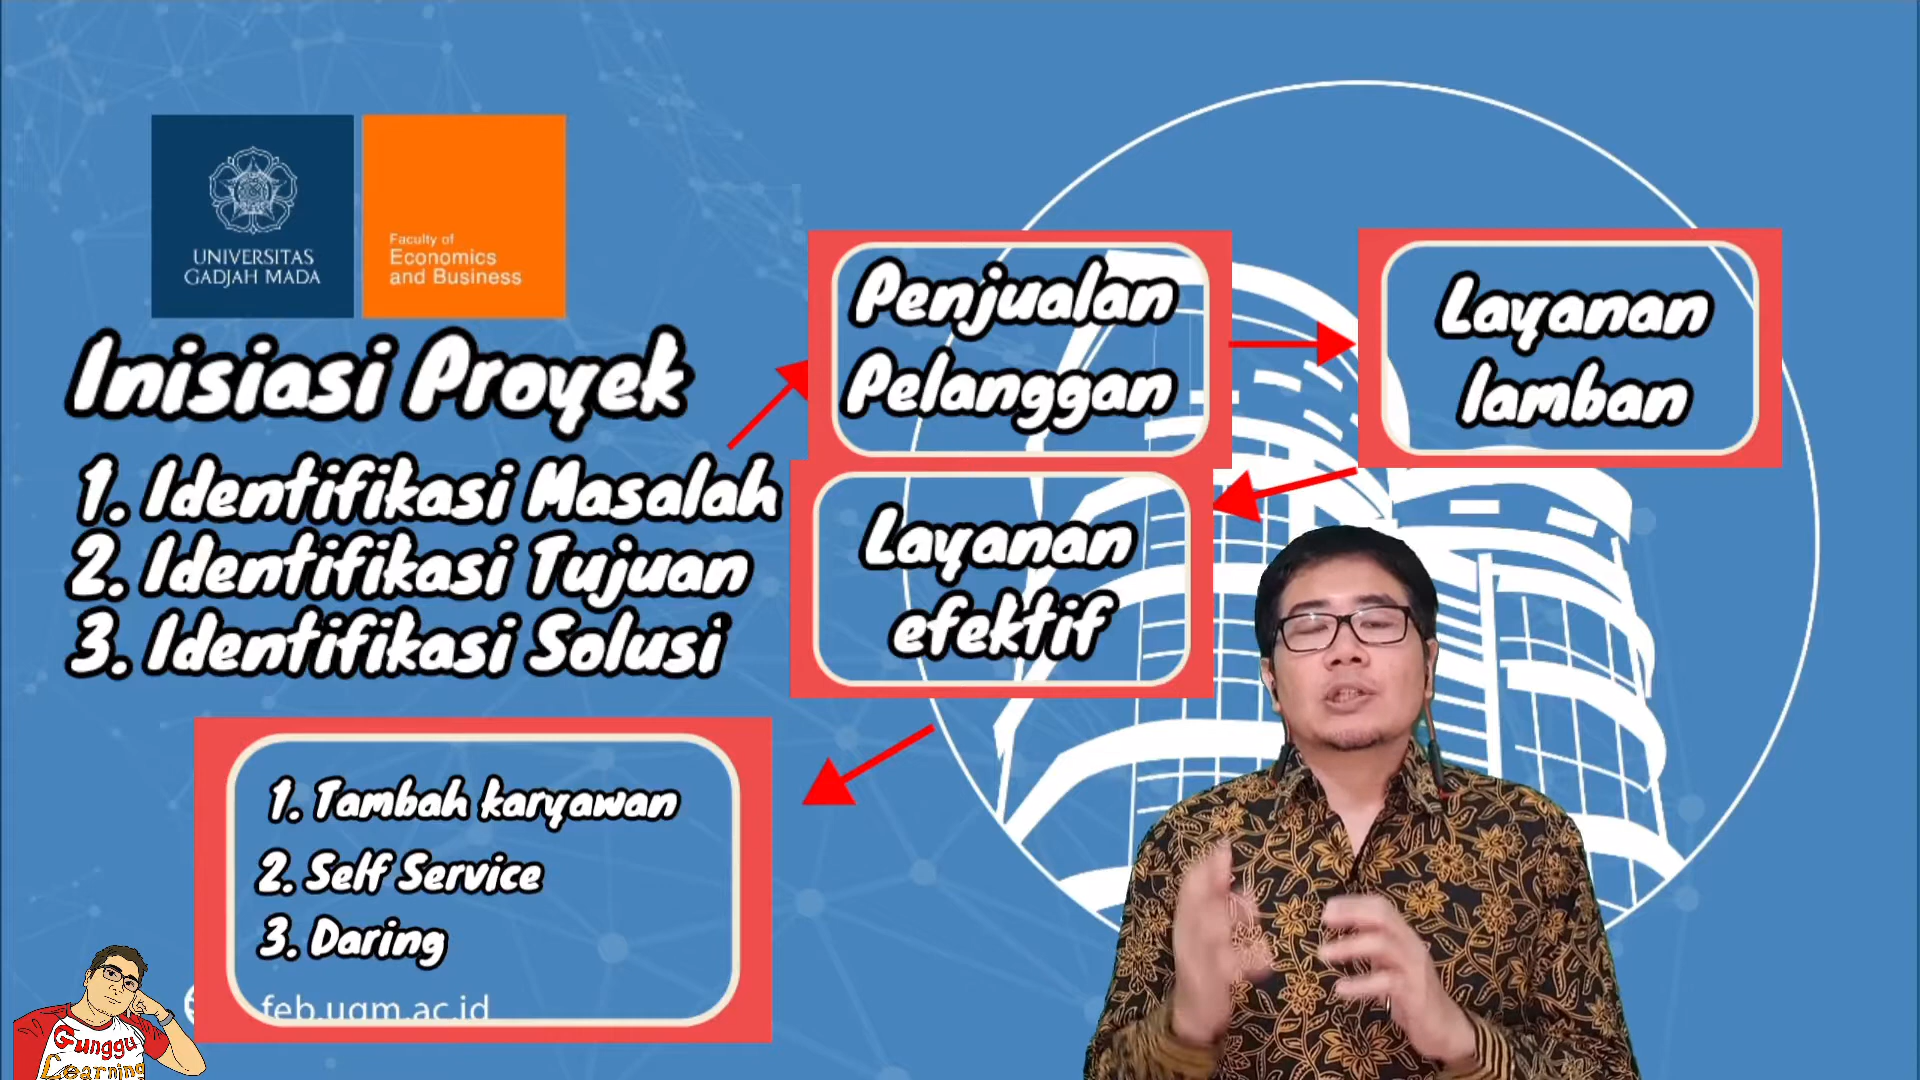 UNIVERSITAS
GADJAH MADA
Faculty of
Economics
and Business
Inisiasi Proyek
1. Identifikasi Masalah
2. Identifikasi Tujuan
3. Identifikasi Solusi
Penjualan
Pelanggan
Layanan
lamban
Layanan
efektif
1. Tambah karyawan
2. Self Service
3. Daring
feb.ugm.ac.id
Gunggu
Learning